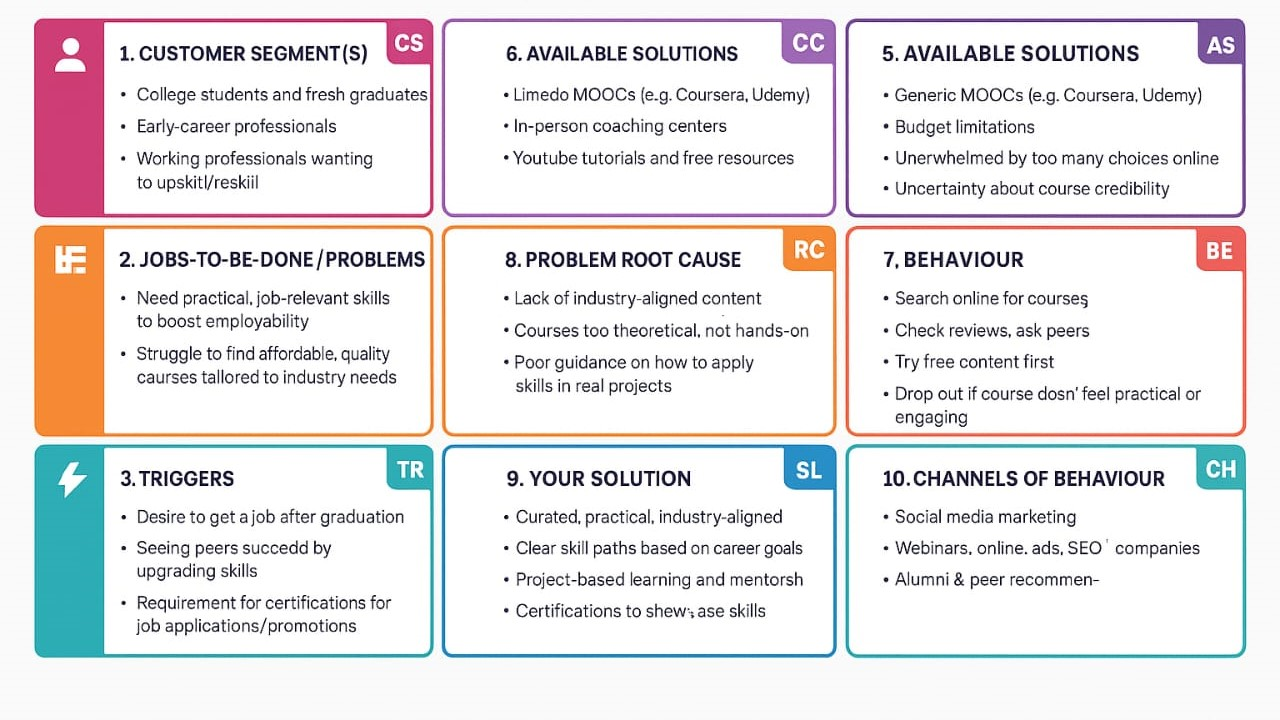 1. CUSTOMER SEGMENT(S)
CS
• College students and fresh graduates
• Early-career professionals
• Working professionals wanting
to upskitl/reskiil
6. AVAILABLE SOLUTIONS
CC
• Limedo MOOCs (e.g. Coursera, Udemy)
• In-person coaching centers
• Youtube tutorials and free resources
5. AVAILABLE SOLUTIONS
AS
• Generic MOOCs (e.g. Coursera, Udemy)
• Budget limitations
• Unerwhelmed by too many choices online
• Uncertainty about course credibility
2. JOBS-TO-BE-DONE/PROBLEMS
• Need practical, job-relevant skills
to boost employability
• Struggle to find affordable, quality
caurses tallored to industry needs
8. PROBLEM ROOT CAUSE
RC
• Lack of industry-aligned content
• Courses too theoretical, not hands-on
• Poor guidance on how to apply
skills in real projects
7, BEHAVIOUR
BE
• Search online for courses
• Check reviews, ask peers
• Try free content first
• Drop out if course dosn' feel practical or
engaging
3. TRIGGERS
TR
• Desire to get a job after graduation
• Seeing peers succedd by
upgrading skills
• Requirement for certifications for
job applications/promotions
9. YOUR SOLUTION
SL
• Curated, practical, industry-aligned
• Clear skill paths based on career goals
• Project-based learning and mentorsh
• Certifications to shew ase skills
10. CHANNELS OF BEHAVIOUR
CH
• Social media marketing
• Webinars, online. ads, SEO ' companies
• Alumni & peer recommen-